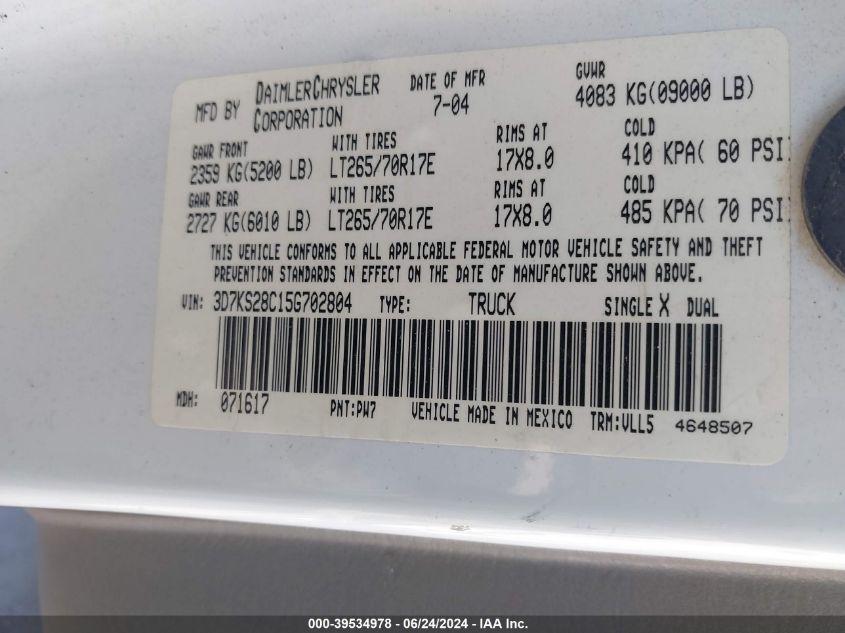 MFD BY DAIMLERCHRYSLER CORPORATION DATE OF MFR 7-04 GVWR 4083 KG(09000 LB)
GAWR FRONT WITH TIRES RIMS AT COLD
2359 KG(5200 LB) LT265/70R17E 17X8.0 410 KPA( 60 PSI)
GAWR REAR WITH TIRES RIMS AT COLD
2727 KG(6010 LB) LT265/70R17E 17X8.0 485 KPA( 70 PSI)
THIS VEHICLE CONFORMS TO ALL APPLICABLE FEDERAL MOTOR VEHICLE SAFETY AND THEFT
PREVENTION STANDARDS IN EFFECT ON THE DATE OF MANUFACTURE SHOWN ABOVE.
VIN: 3D7KS28C15G702804 TYPE: TRUCK SINGLE X DUAL
MDH: 071617 PNT:PW7 VEHICLE MADE IN MEXICO TRM:VLL5 4648507
000-39534978 - 06/24/2024 - IAA Inc.